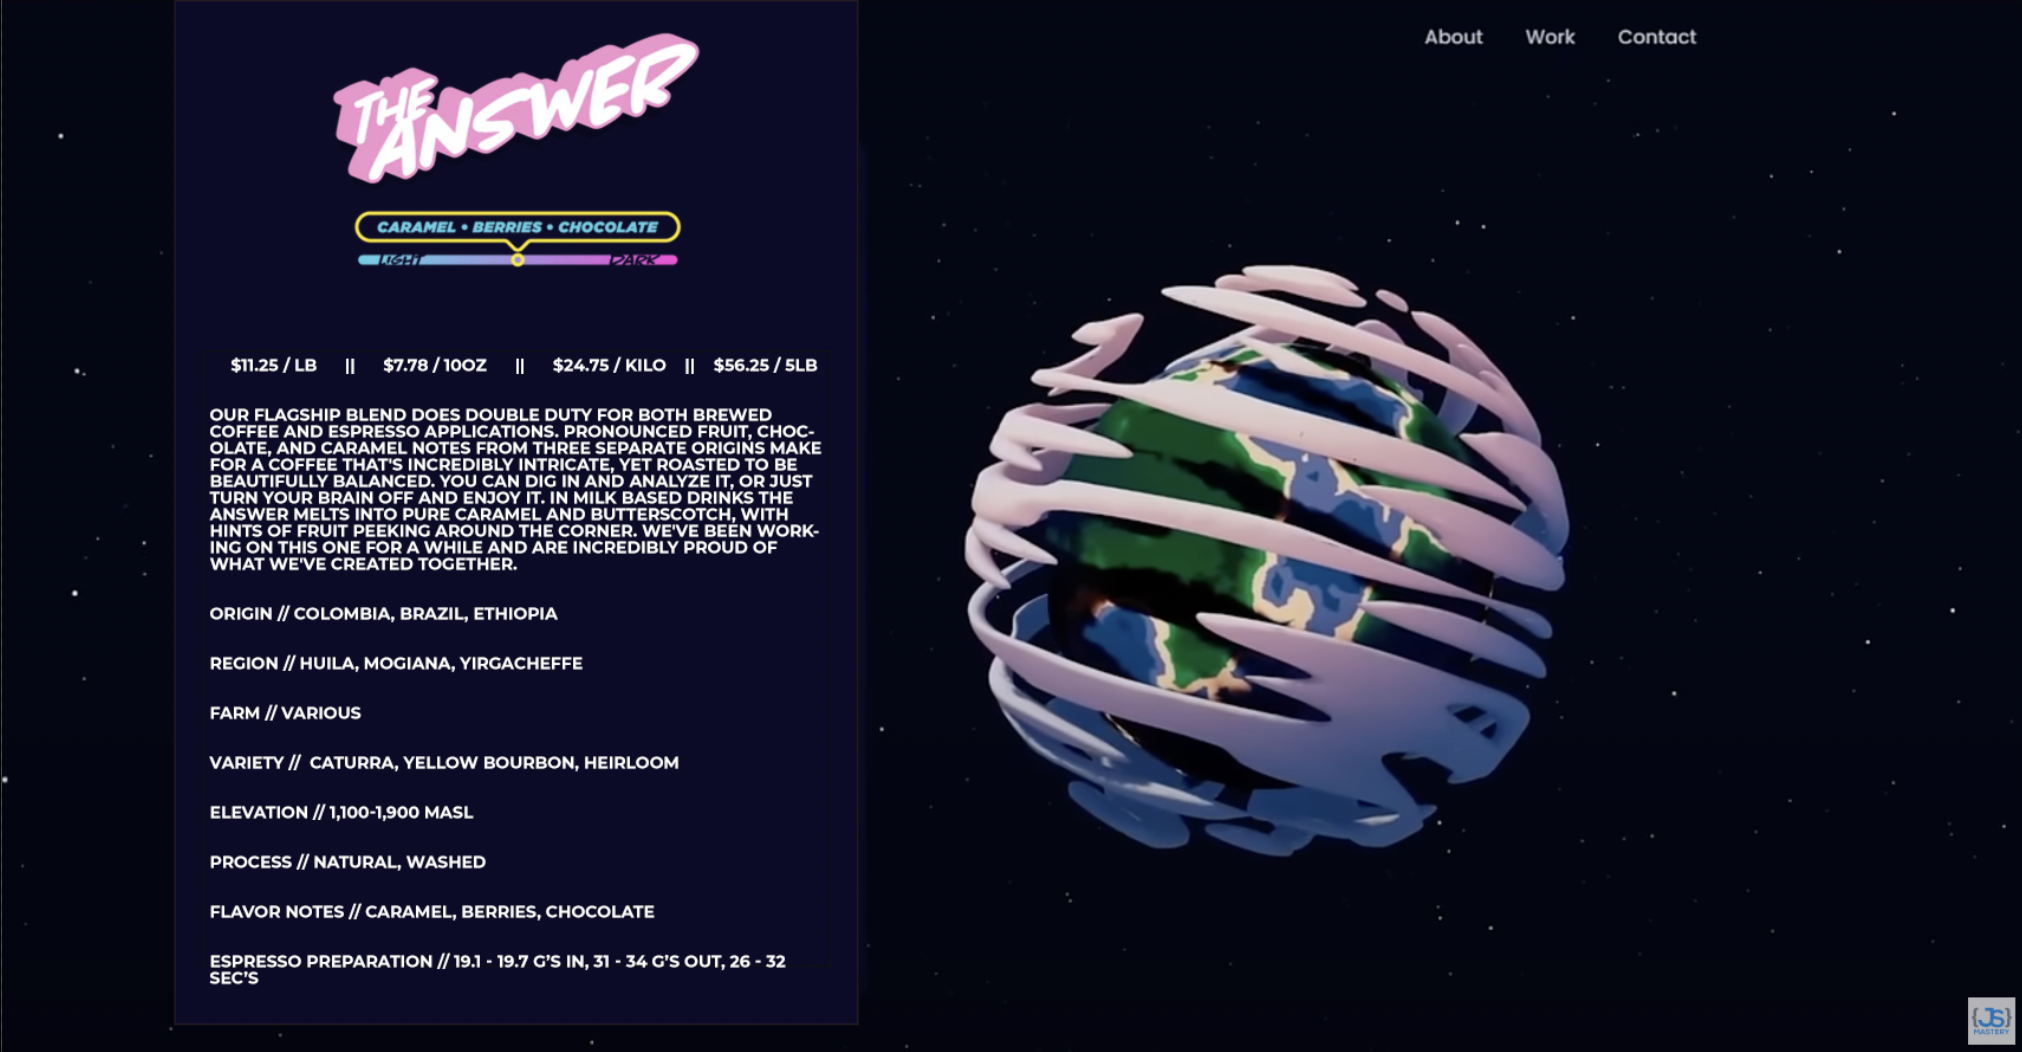 About Work Contact
THE
ANSWER
CARAMEL • BERRIES • CHOCOLATE
LIGHT DARK
$11.25 / LB || $7.78 / 10OZ || $24.75 / KILO || $56.25 / 5LB
OUR FLAGSHIP BLEND DOES DOUBLE DUTY FOR BOTH BREWED
COFFEE AND ESPRESSO APPLICATIONS. PRONOUNCED FRUIT, CHOC-
OLATE, AND CARAMEL NOTES FROM THREE SEPARATE ORIGINS MAKE
FOR A COFFEE THAT'S INCREDIBLY INTRICATE, YET ROASTED TO BE
BEAUTIFULLY BALANCED. YOU CAN DIG IN AND ANALYZE IT, OR JUST
TURN YOUR BRAIN OFF AND ENJOY IT. IN MILK BASED DRINKS THE
ANSWER MELTS INTO PURE CARAMEL AND BUTTERSCOTCH, WITH
HINTS OF FRUIT PEEKING AROUND THE CORNER. WE'VE BEEN WORK-
ING ON THIS ONE FOR A WHILE AND ARE INCREDIBLY PROUD OF
WHAT WE'VE CREATED TOGETHER.
ORIGIN // COLOMBIA, BRAZIL, ETHIOPIA
REGION // HUILA, MOGIANA, YIRGACHEFFE
FARM // VARIOUS
VARIETY // CATURRA, YELLOW BOURBON, HEIRLOOM
ELEVATION // 1,100-1,900 MASL
PROCESS // NATURAL, WASHED
FLAVOR NOTES // CARAMEL, BERRIES, CHOCOLATE
ESPRESSO PREPARATION // 19.1 - 19.7 G’S IN, 31 - 34 G’S OUT, 26 - 32
SEC’S
{JS}
MASTERY